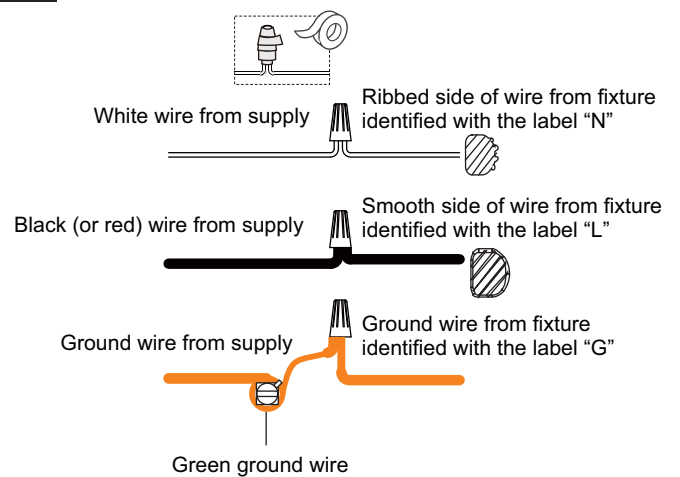 White wire from supply
Ribbed side of wire from fixture
identified with the label “N”
Black (or red) wire from supply
Smooth side of wire from fixture
identified with the label “L”
Ground wire from supply
Ground wire from fixture
identified with the label “G”
Green ground wire